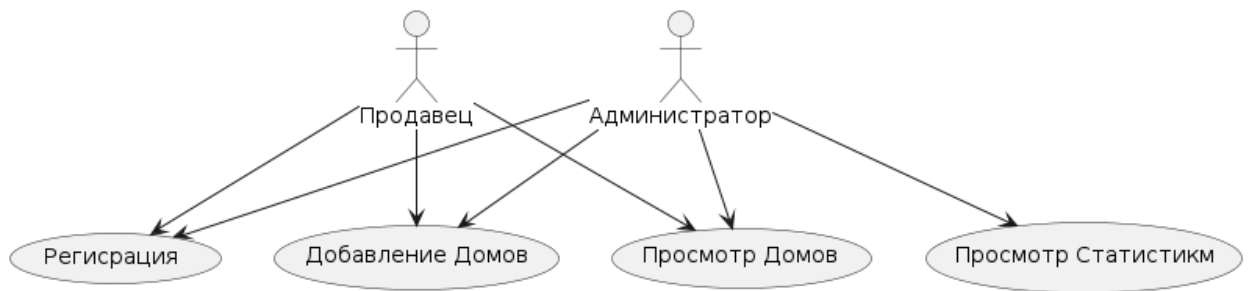 Продавец
Администратор
Регисрация
Добавление Домов
Просмотр Домов
Просмотр Статистикм